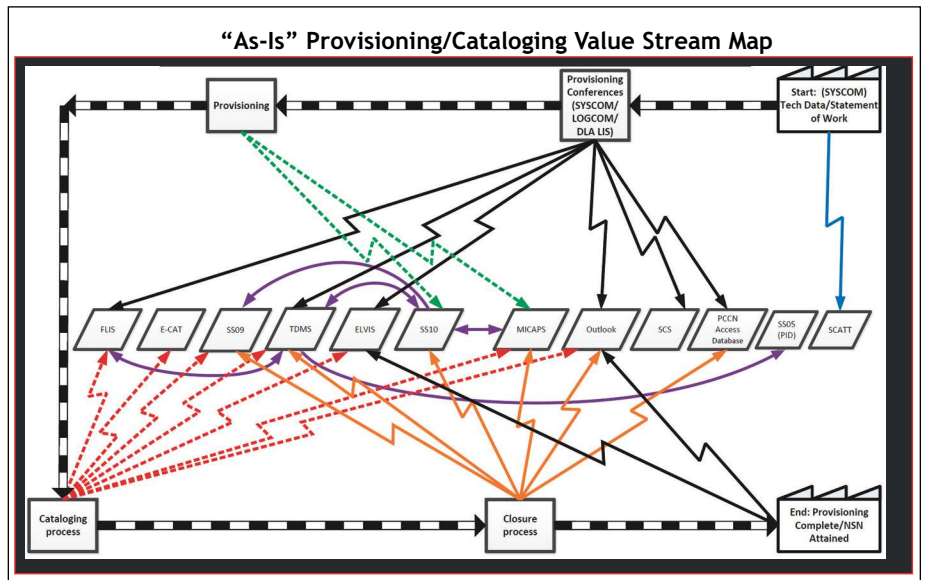 “As-Is” Provisioning/Cataloging Value Stream Map
Provisioning
Provisioning
Conferences
(SYSCOM/
LOGCOM/
DLA LIS)
Start: (SYSCOM)
Tech Data/Statement
of Work
FLIS
E-CAT
SS09
TDMS
ELVIS
SS10
MICAPS
Outlook
SCS
PCCN
Access
Database
SS05
(PID)
SCATT
Cataloging
process
Closure
process
End: Provisioning
Complete/NSN
Attained